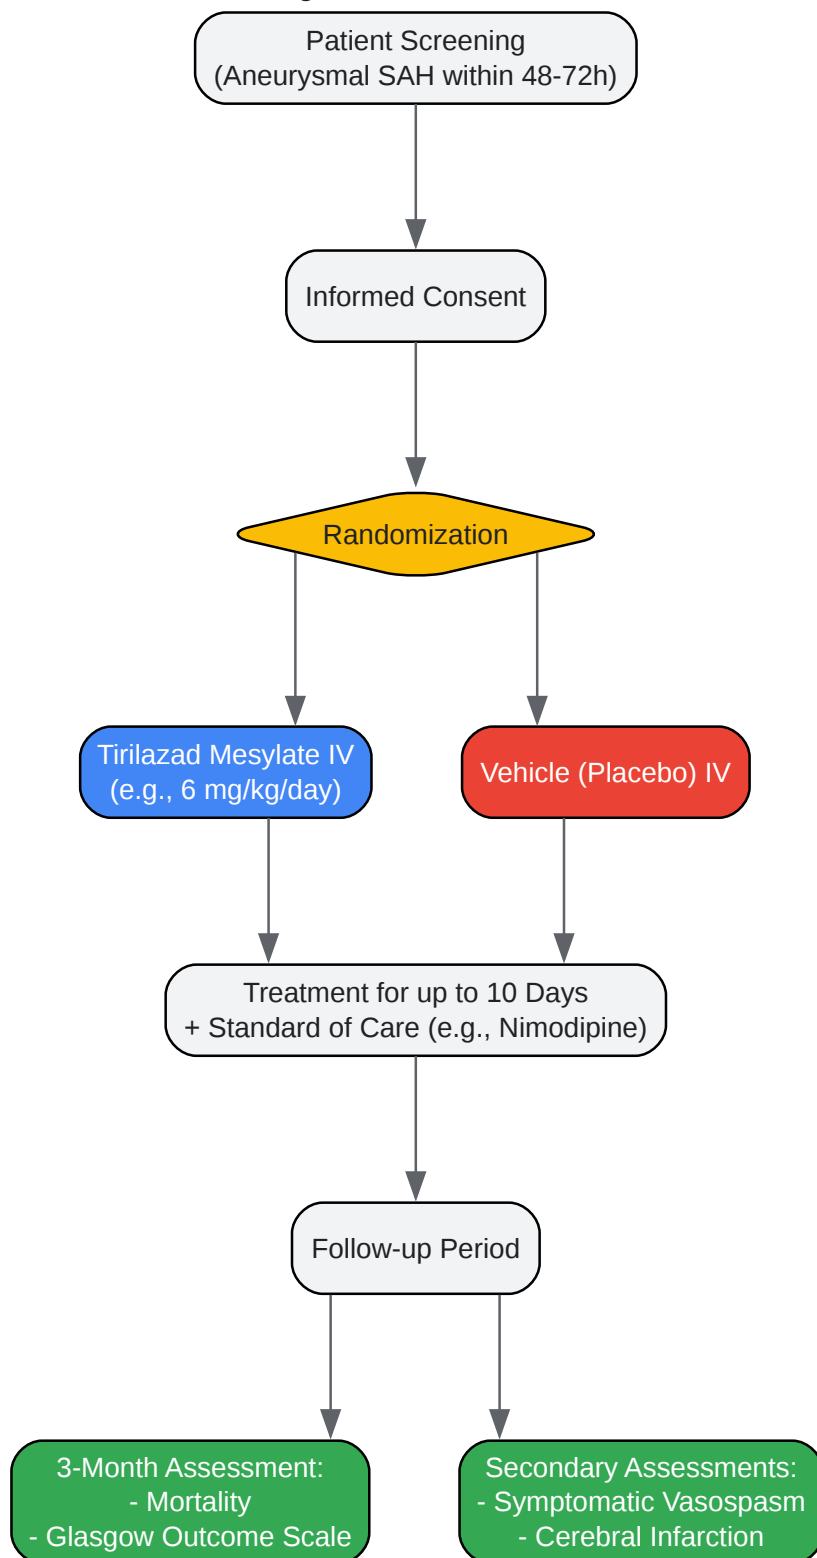 Patient Screening
(Aneurysmal SAH within 48-72h)
Informed Consent
Randomization
Tirilazad Mesylate IV
(e.g., 6 mg/kg/day)
Vehicle (Placebo) IV
Treatment for up to 10 Days
+ Standard of Care (e.g., Nimodipine)
Follow-up Period
3-Month Assessment:
- Mortality
- Glasgow Outcome Scale
Secondary Assessments:
- Symptomatic Vasospasm
- Cerebral Infarction